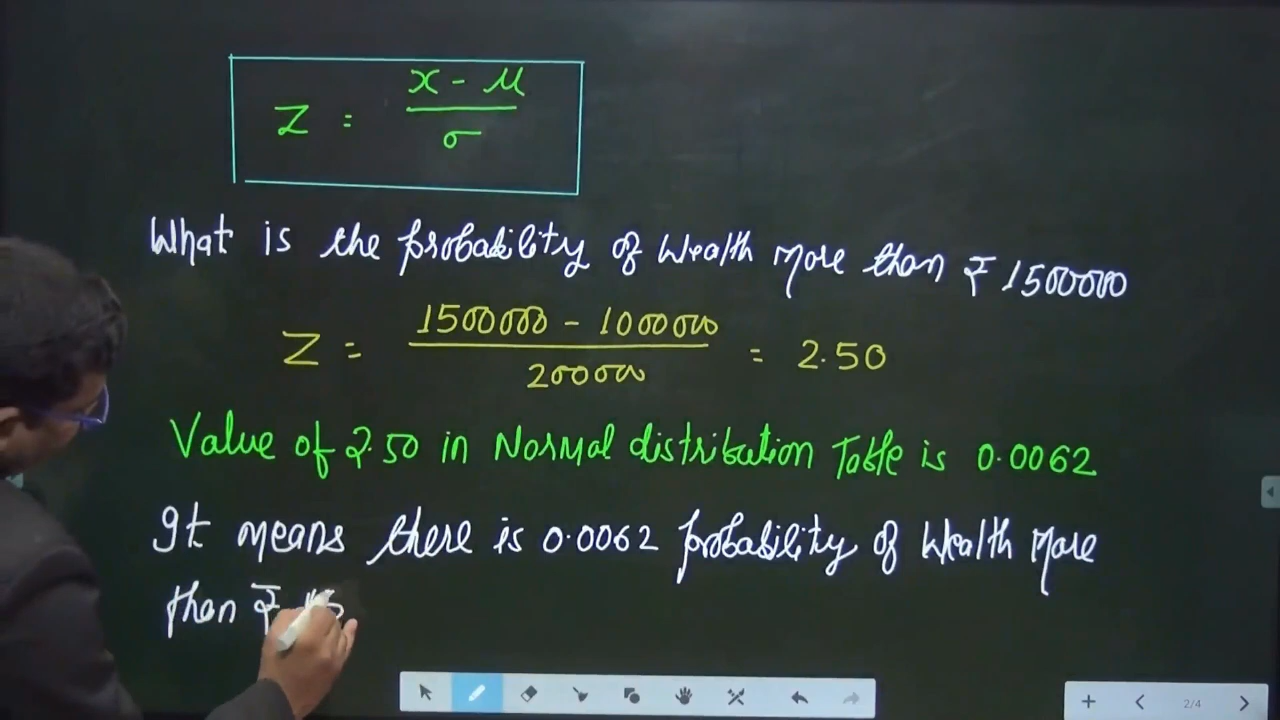 Z = x - μ / σ
What is the probability of Wealth More than ₹ 1500000
Z = 1500000 - 1000000 / 200000 = 2.50
Value of 2.50 in Normal distribution Table is 0.0062
It means there is 0.0062 probability of Wealth More
than ₹
2/4